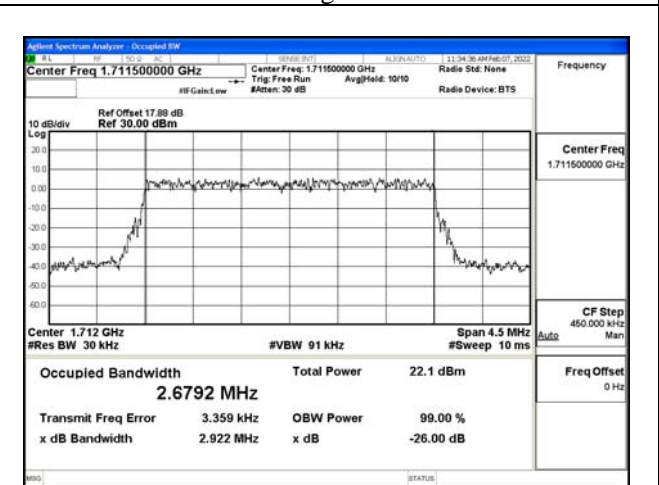 Agilent Spectrum Analyzer - Occupied BW
RL RF 50 Ω AC SENSE:INT ALIGN AUTO 11:34:36 AM Feb 07, 2022
Center Freq 1.711500000 GHz
Center Freq: 1.711500000 GHz Radio Std: None
Trig: Free Run Avg|Hold: 10/10
#IFGain:Low #Atten: 30 dB Radio Device: BTS
Ref Offset 17.88 dB
10 dB/div Ref 30.00 dBm
Log
20.0
10.0
0.00
-10.0
-20.0
-30.0
-40.0
-50.0
-60.0
Center 1.712 GHz Span 4.5 MHz
#Res BW 30 kHz #VBW 91 kHz #Sweep 10 ms
Occupied Bandwidth Total Power 22.1 dBm
2.6792 MHz
Transmit Freq Error 3.359 kHz OBW Power 99.00 %
x dB Bandwidth 2.922 MHz x dB -26.00 dB
MSG STATUS
Frequency
Center Freq
1.711500000 GHz
CF Step
450.000 kHz
Auto Man
Freq Offset
0 Hz